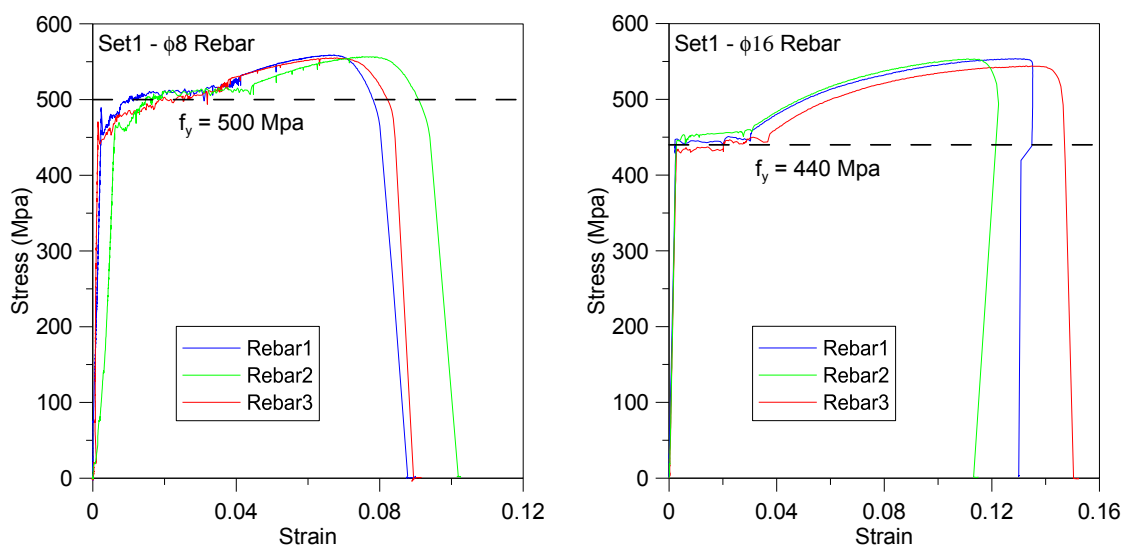 Set1 - ϕ8 Rebar
600
500
400
300
200
100
0
Stress (Mpa)
f_y = 500 Mpa
Rebar1
Rebar2
Rebar3
0 0.04 0.08 0.12
Strain
Set1 - ϕ16 Rebar
600
500
400
300
200
100
0
Stress (Mpa)
f_y = 440 Mpa
Rebar1
Rebar2
Rebar3
0 0.04 0.08 0.12 0.16
Strain